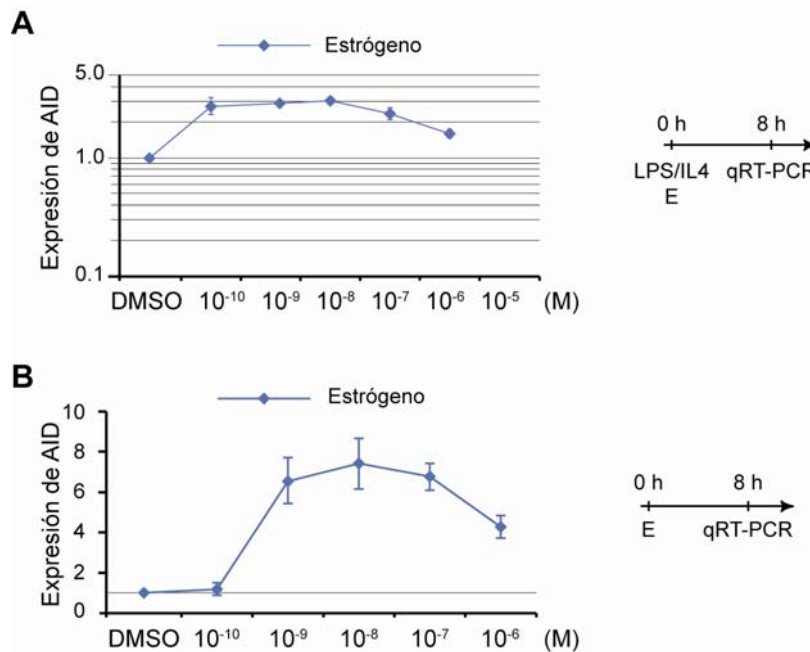 A
Estrógeno
Expresión de AID
5.0
1.0
0.1
DMSO 10⁻¹⁰ 10⁻⁹ 10⁻⁸ 10⁻⁷ 10⁻⁶ 10⁻⁵ (M)
0 h 8 h
LPS/IL4 qRT-PCR
E
B
Estrógeno
Expresión de AID
10
8
6
4
2
0
DMSO 10⁻¹⁰ 10⁻⁹ 10⁻⁸ 10⁻⁷ 10⁻⁶ (M)
0 h 8 h
E qRT-PCR